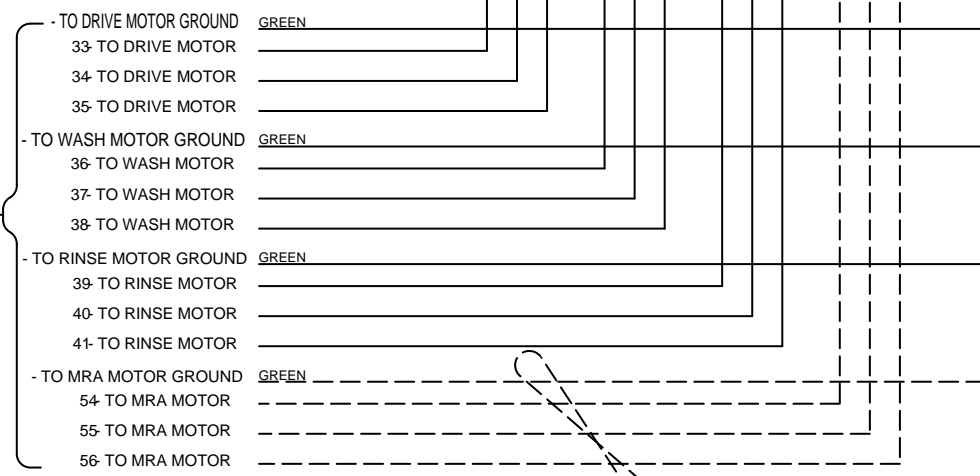 - TO DRIVE MOTOR GROUND GREEN
33- TO DRIVE MOTOR
34- TO DRIVE MOTOR
35- TO DRIVE MOTOR
- TO WASH MOTOR GROUND GREEN
36- TO WASH MOTOR
37- TO WASH MOTOR
38- TO WASH MOTOR
- TO RINSE MOTOR GROUND GREEN
39- TO RINSE MOTOR
40- TO RINSE MOTOR
41- TO RINSE MOTOR
- TO MRA MOTOR GROUND GREEN
54- TO MRA MOTOR
55- TO MRA MOTOR
56- TO MRA MOTOR